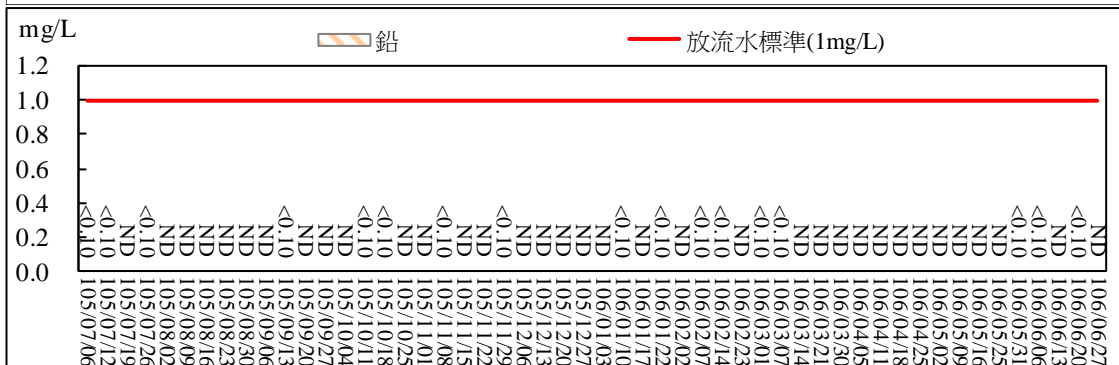 mg/L
鉛
放流水標準(1mg/L)
1.2
1.0
0.8
0.6
0.4
0.2
0.0
<0.10
<0.10
ND
<0.10
ND
ND
ND
ND
ND
ND
<0.10
ND
ND
ND
<0.10
<0.10
ND
ND
<0.10
ND
ND
<0.10
ND
ND
ND
ND
ND
<0.10
ND
<0.10
ND
<0.10
<0.10
ND
<0.10
<0.10
ND
ND
ND
ND
ND
ND
ND
ND
ND
ND
ND
<0.10
<0.10
ND
<0.10
ND
105/07/06
105/07/12
105/07/19
105/07/26
105/08/02
105/08/09
105/08/16
105/08/23
105/08/30
105/09/06
105/09/13
105/09/20
105/09/27
105/10/04
105/10/11
105/10/18
105/10/25
105/11/01
105/11/08
105/11/15
105/11/22
105/11/29
105/12/06
105/12/13
105/12/20
105/12/27
106/01/03
106/01/10
106/01/17
106/01/22
106/02/02
106/02/07
106/02/14
106/02/23
106/03/01
106/03/07
106/03/14
106/03/21
106/03/30
106/04/05
106/04/11
106/04/18
106/04/25
106/05/02
106/05/09
106/05/16
106/05/25
106/05/31
106/06/06
106/06/13
106/06/20
106/06/27